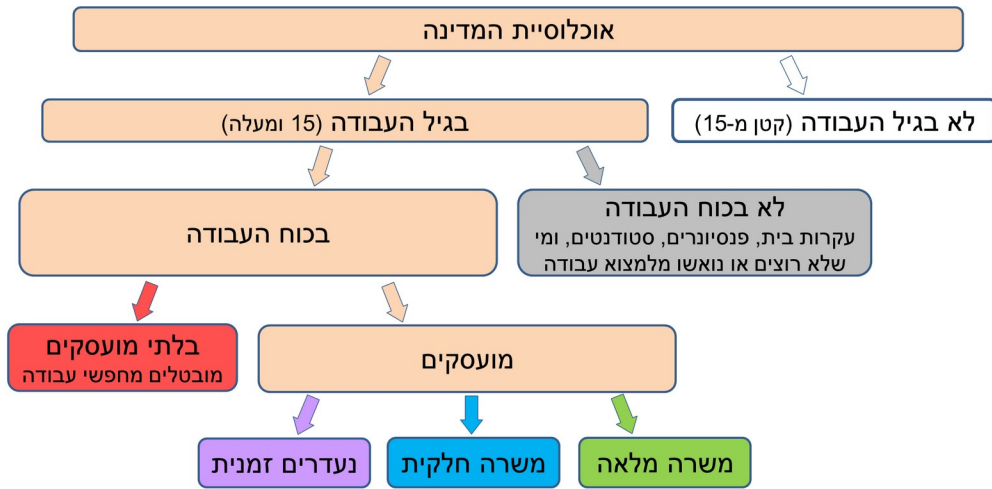 אוכלוסיית המדינה
לא בגיל העבודה (קטן מ-15)
בגיל העבודה (15 ומעלה)
לא בכוח העבודה
עקרות בית, פנסיונרים, סטודנטים, ומי
שלא רוצים או נואשו מלמצוא עבודה
בכוח העבודה
מועסקים
בלתי מועסקים
מובטלים מחפשי עבודה
משרה מלאה
משרה חלקית
נעדרים זמנית